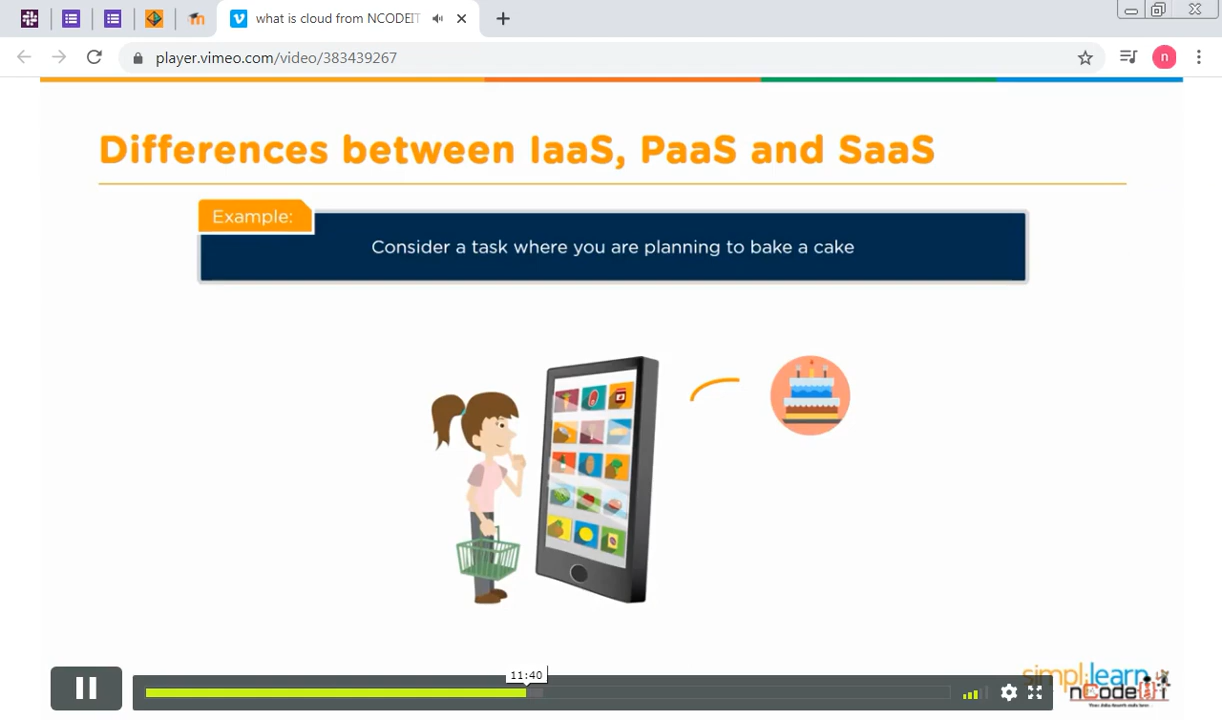 what is cloud from NCODEIT
player.vimeo.com/video/383439267
n
Differences between IaaS, PaaS and SaaS
Example:
Consider a task where you are planning to bake a cake
11:40
simplilearn